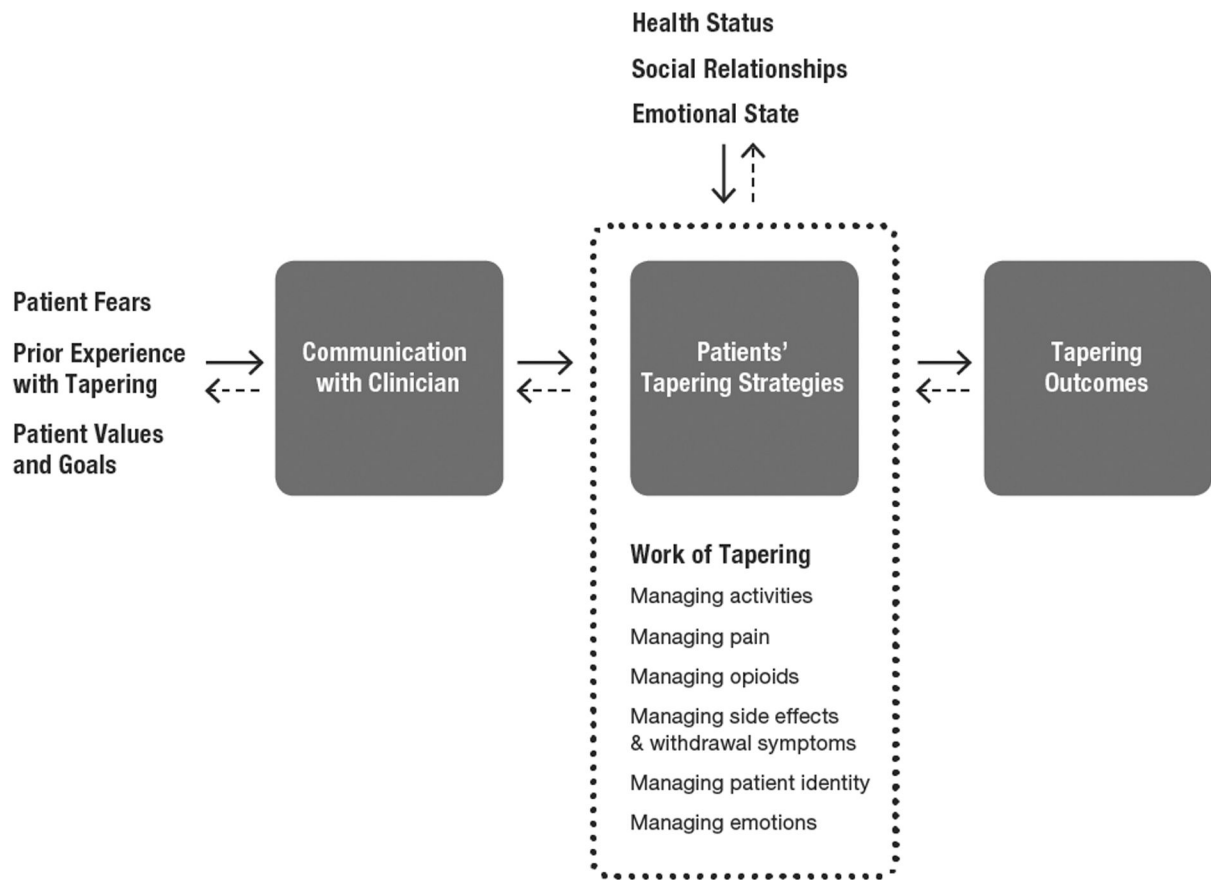 Health Status
Social Relationships
Emotional State
Patient Fears
Prior Experience
with Tapering
Patient Values
and Goals
Communication
with Clinician
Patients’
Tapering Strategies
Tapering
Outcomes
Work of Tapering
Managing activities
Managing pain
Managing opioids
Managing side effects
& withdrawal symptoms
Managing patient identity
Managing emotions